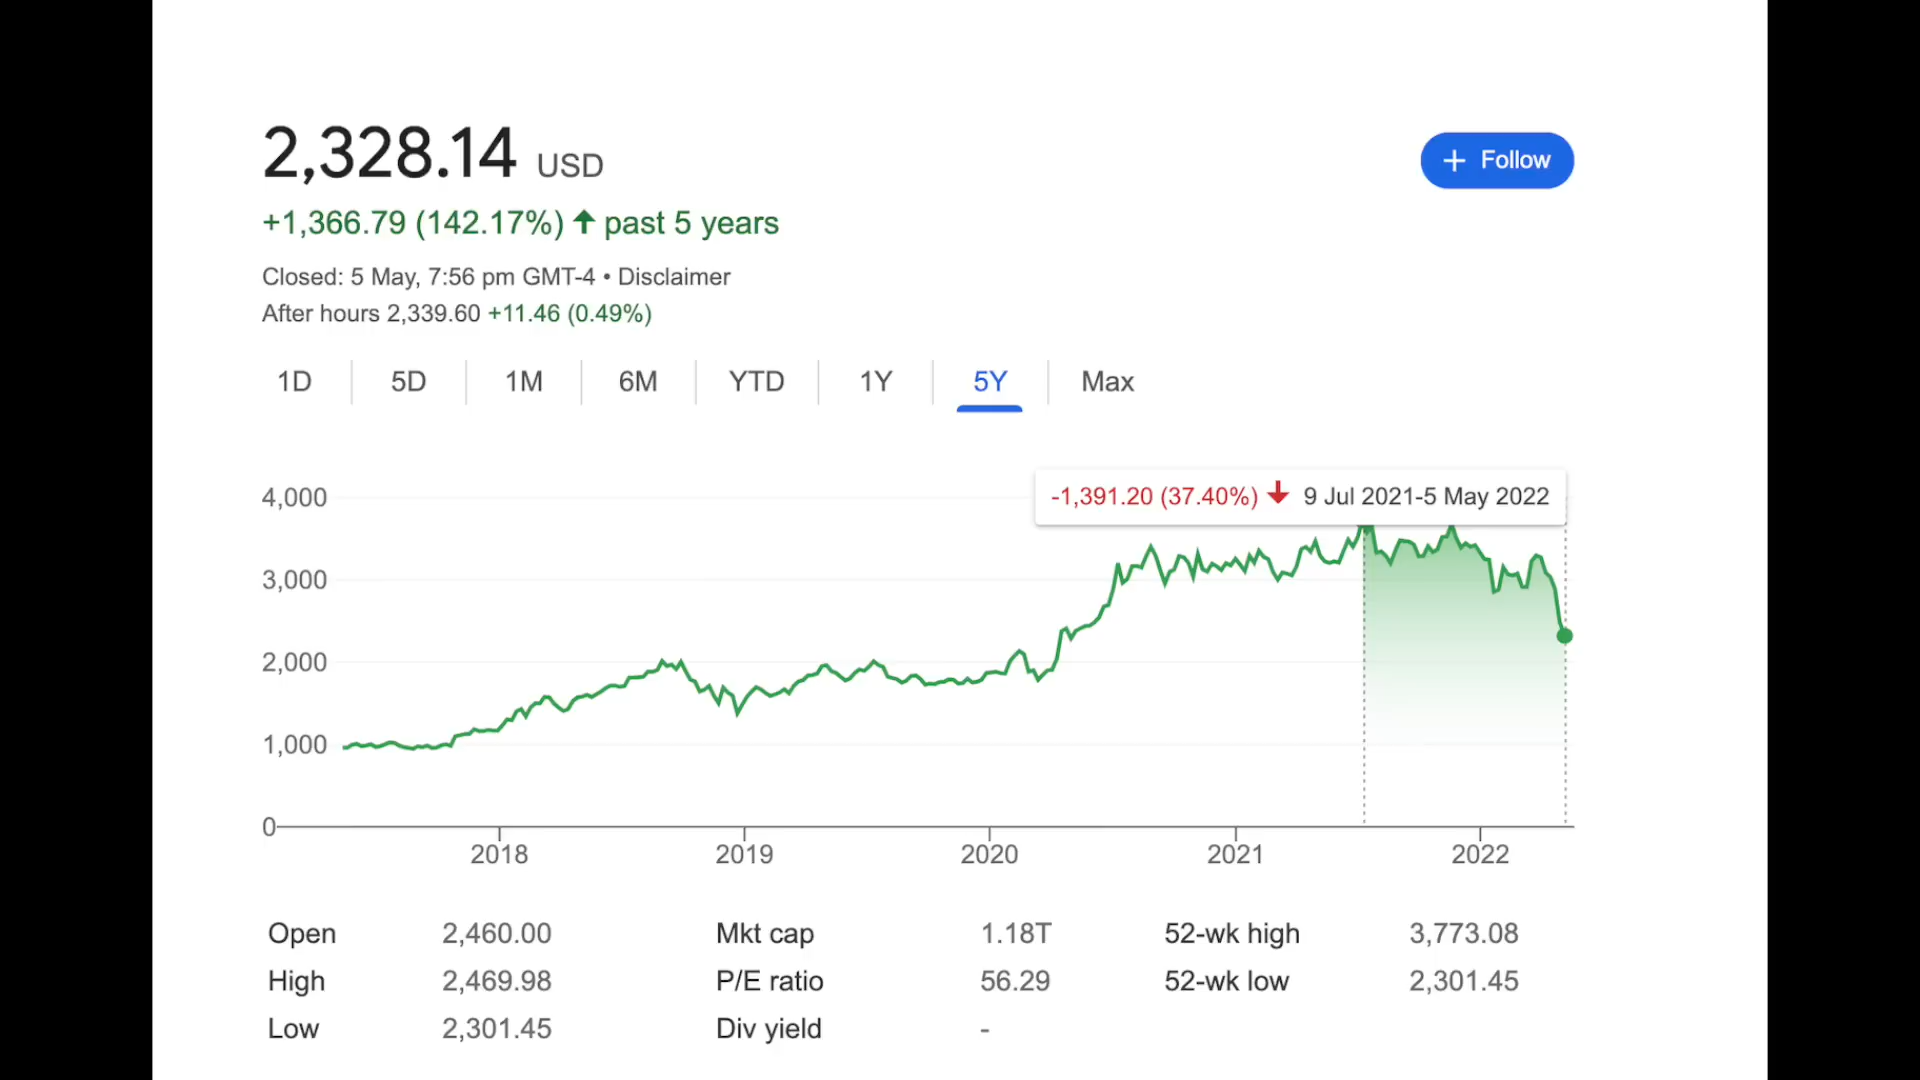 2,328.14 USD
+ Follow
+1,366.79 (142.17%) ↑ past 5 years
Closed: 5 May, 7:56 pm GMT-4 • Disclaimer
After hours 2,339.60 +11.46 (0.49%)
1D 5D 1M 6M YTD 1Y 5Y Max
-1,391.20 (37.40%) ↓ 9 Jul 2021-5 May 2022
4,000
3,000
2,000
1,000
0
2018 2019 2020 2021 2022
Open 2,460.00 Mkt cap 1.18T 52-wk high 3,773.08
High 2,469.98 P/E ratio 56.29 52-wk low 2,301.45
Low 2,301.45 Div yield -